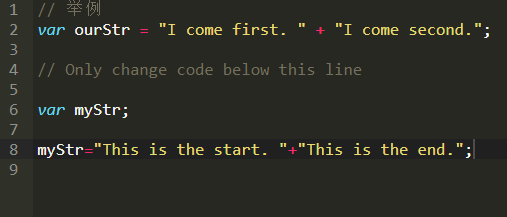 1 // 举例
2 var ourStr = "I come first. " + "I come second.";
3
4 // Only change code below this line
5
6 var myStr;
7
8 myStr="This is the start. "+"This is the end.";
9